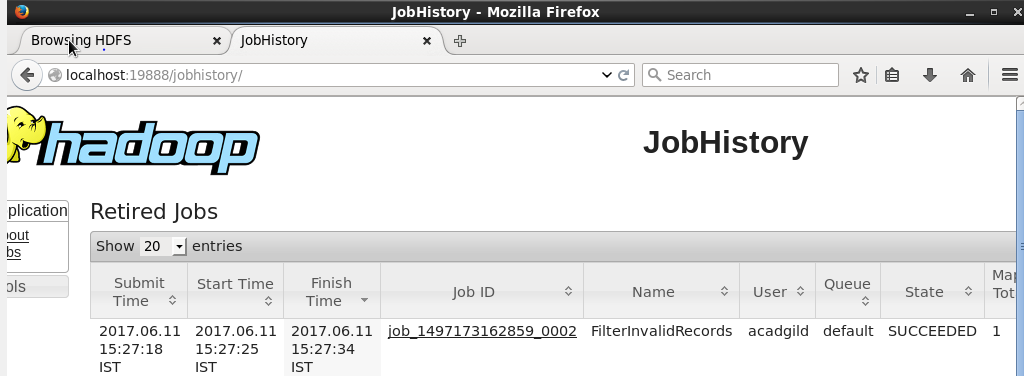 JobHistory - Mozilla Firefox
Browsing HDFS
JobHistory
localhost:19888/jobhistory/
Search
hadoop
JobHistory
plication
out
bs
ols
Retired Jobs
Show 20 entries
Submit Time
Start Time
Finish Time
Job ID
Name
User
Queue
State
Map
Tot
2017.06.11 15:27:18 IST
2017.06.11 15:27:25 IST
2017.06.11 15:27:34 IST
job_1497173162859_0002
FilterInvalidRecords
acadgild
default
SUCCEEDED
1